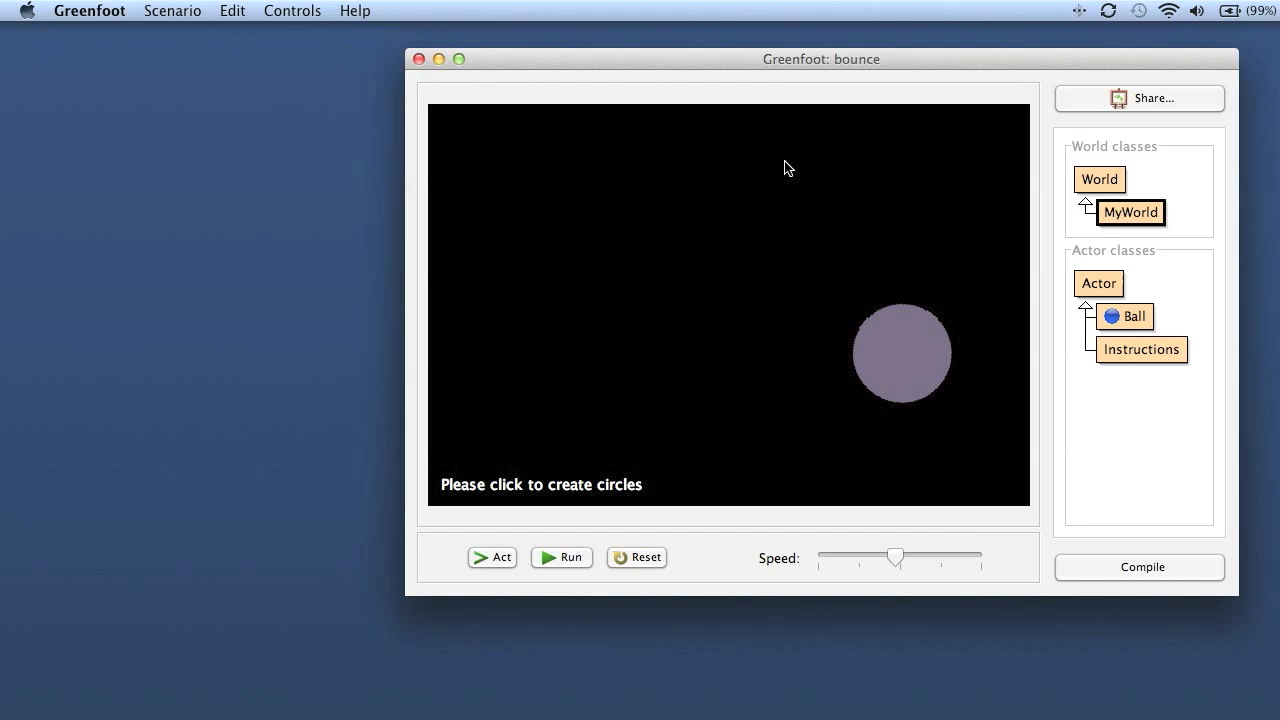 Greenfoot Scenario Edit Controls Help (99%)
Greenfoot: bounce
Share...
World classes
World
MyWorld
Actor classes
Actor
Ball
Instructions
Please click to create circles
Act Run Reset Speed:
Compile